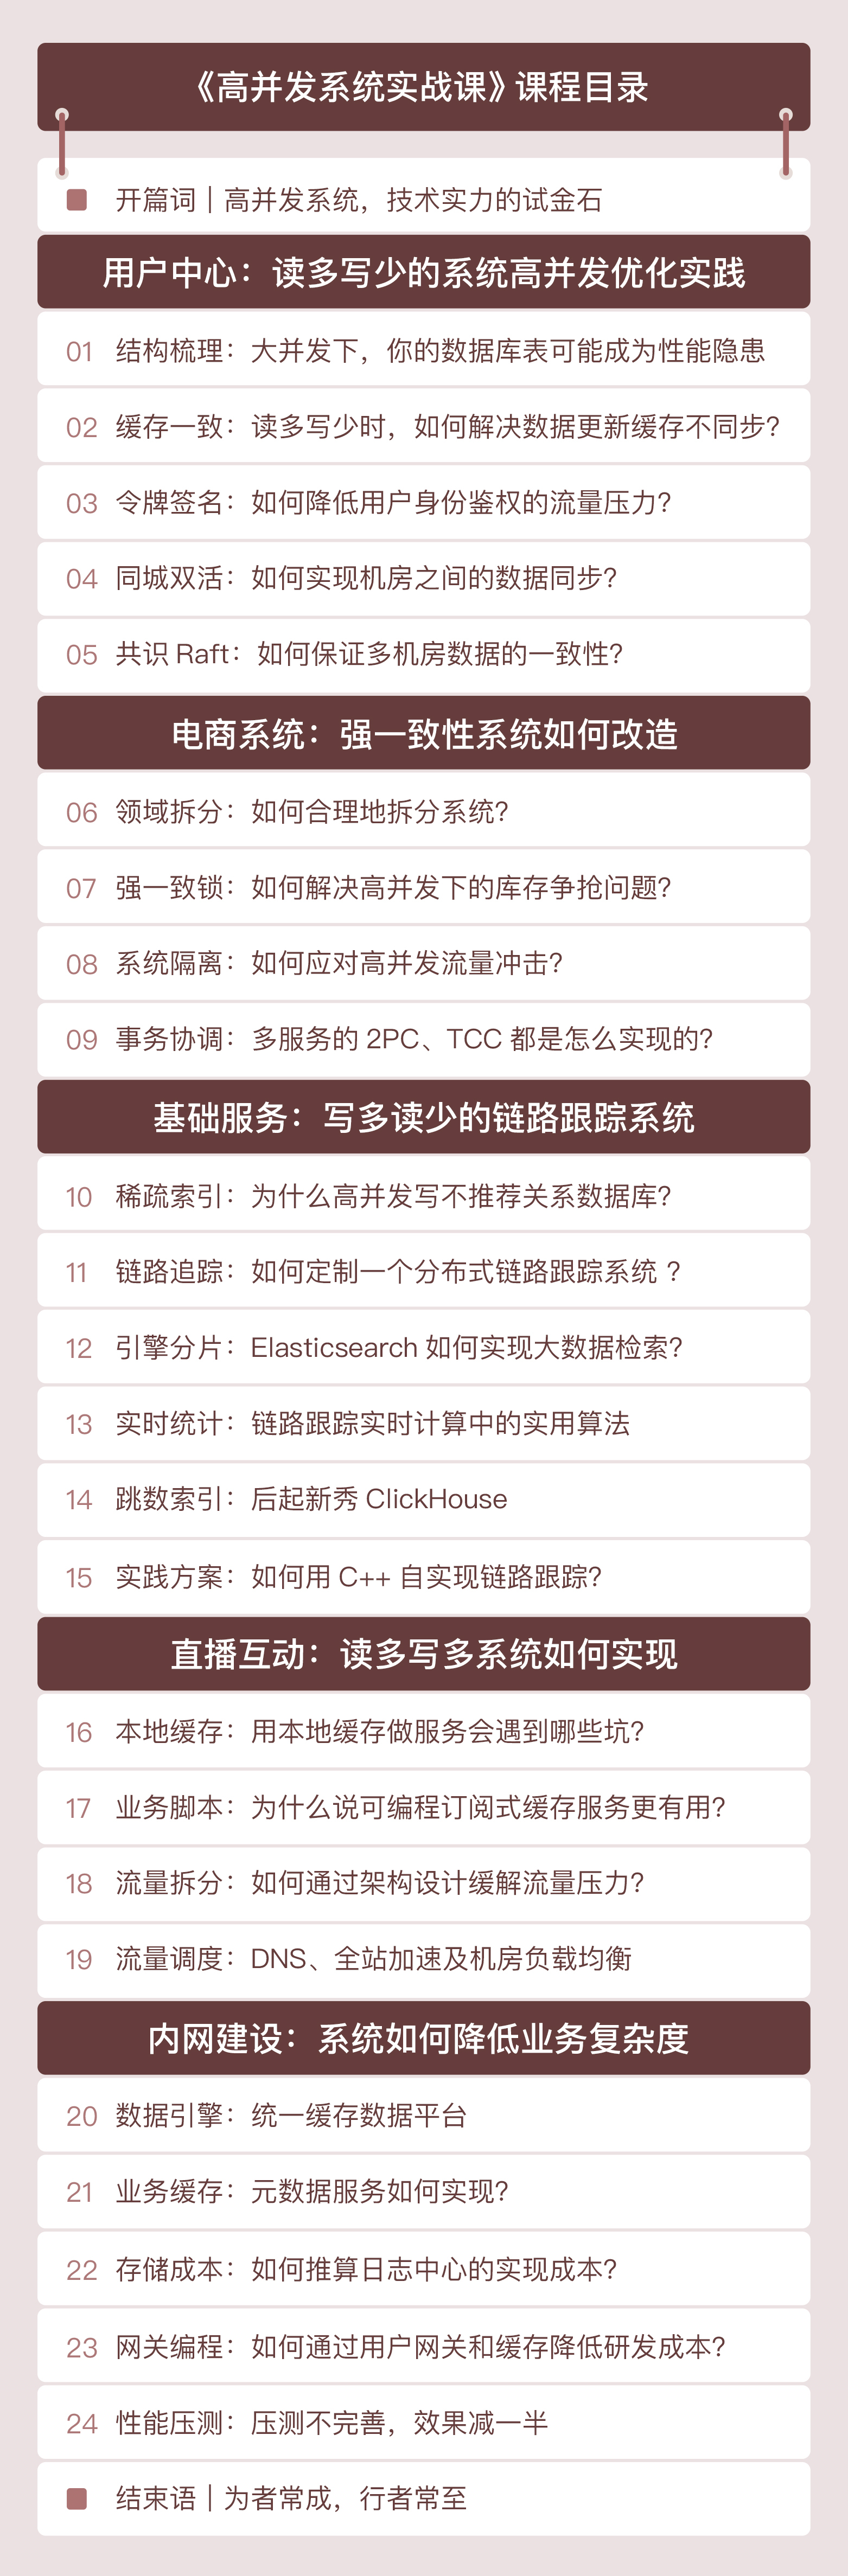 《高并发系统实战课》课程目录
开篇词｜高并发系统，技术实力的试金石
用户中心：读多写少的系统高并发优化实践
01 结构梳理：大并发下，你的数据库表可能成为性能隐患
02 缓存一致：读多写少时，如何解决数据更新缓存不同步？
03 令牌签名：如何降低用户身份鉴权的流量压力？
04 同城双活：如何实现机房之间的数据同步？
05 共识 Raft：如何保证多机房数据的一致性？
电商系统：强一致性系统如何改造
06 领域拆分：如何合理地拆分系统？
07 强一致锁：如何解决高并发下的库存争抢问题？
08 系统隔离：如何应对高并发流量冲击？
09 事务协调：多服务的 2PC、TCC 都是怎么实现的？
基础服务：写多读少的链路跟踪系统
10 稀疏索引：为什么高并发写不推荐关系数据库？
11 链路追踪：如何定制一个分布式链路跟踪系统 ？
12 引擎分片：Elasticsearch 如何实现大数据检索？
13 实时统计：链路跟踪实时计算中的实用算法
14 跳数索引：后起新秀 ClickHouse
15 实践方案：如何用 C++ 自实现链路跟踪？
直播互动：读多写多系统如何实现
16 本地缓存：用本地缓存做服务会遇到哪些坑？
17 业务脚本：为什么说可编程订阅式缓存服务更有用？
18 流量拆分：如何通过架构设计缓解流量压力？
19 流量调度：DNS、全站加速及机房负载均衡
内网建设：系统如何降低业务复杂度
20 数据引擎：统一缓存数据平台
21 业务缓存：元数据服务如何实现？
22 存储成本：如何推算日志中心的实现成本？
23 网关编程：如何通过用户网关和缓存降低研发成本？
24 性能压测：压测不完善，效果减一半
结束语｜为者常成，行者常至